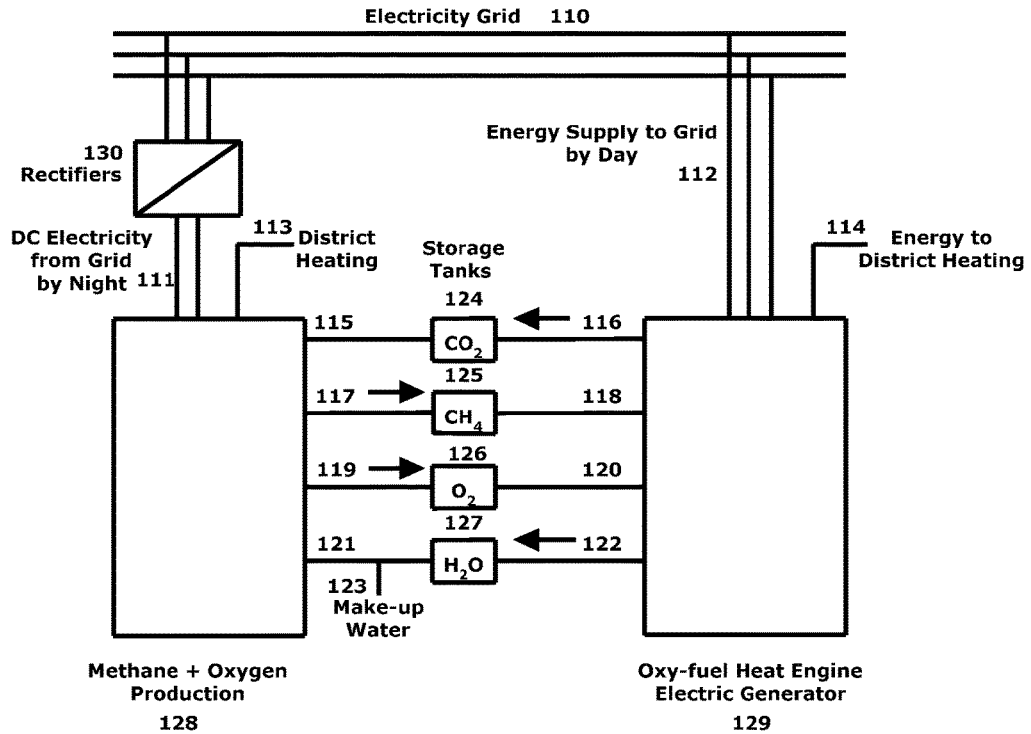 Electricity Grid 110
Energy Supply to Grid
by Day
112
130
Rectifiers
DC Electricity
from Grid
by Night 111
113 District
Heating
Storage
Tanks
114 Energy to
District Heating
124
115 CO2 116
125
117 CH4 118
126
119 O2 120
127
121 H2O 122
123
Make-up
Water
Methane + Oxygen
Production
128
Oxy-fuel Heat Engine
Electric Generator
129